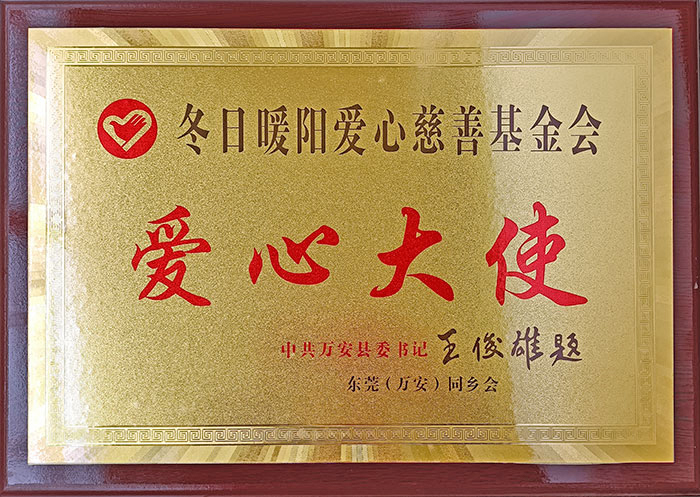 冬日暖阳爱心慈善基金会
爱心大使
中共万安县委书记 王俊雄题
东莞（万安）同乡会